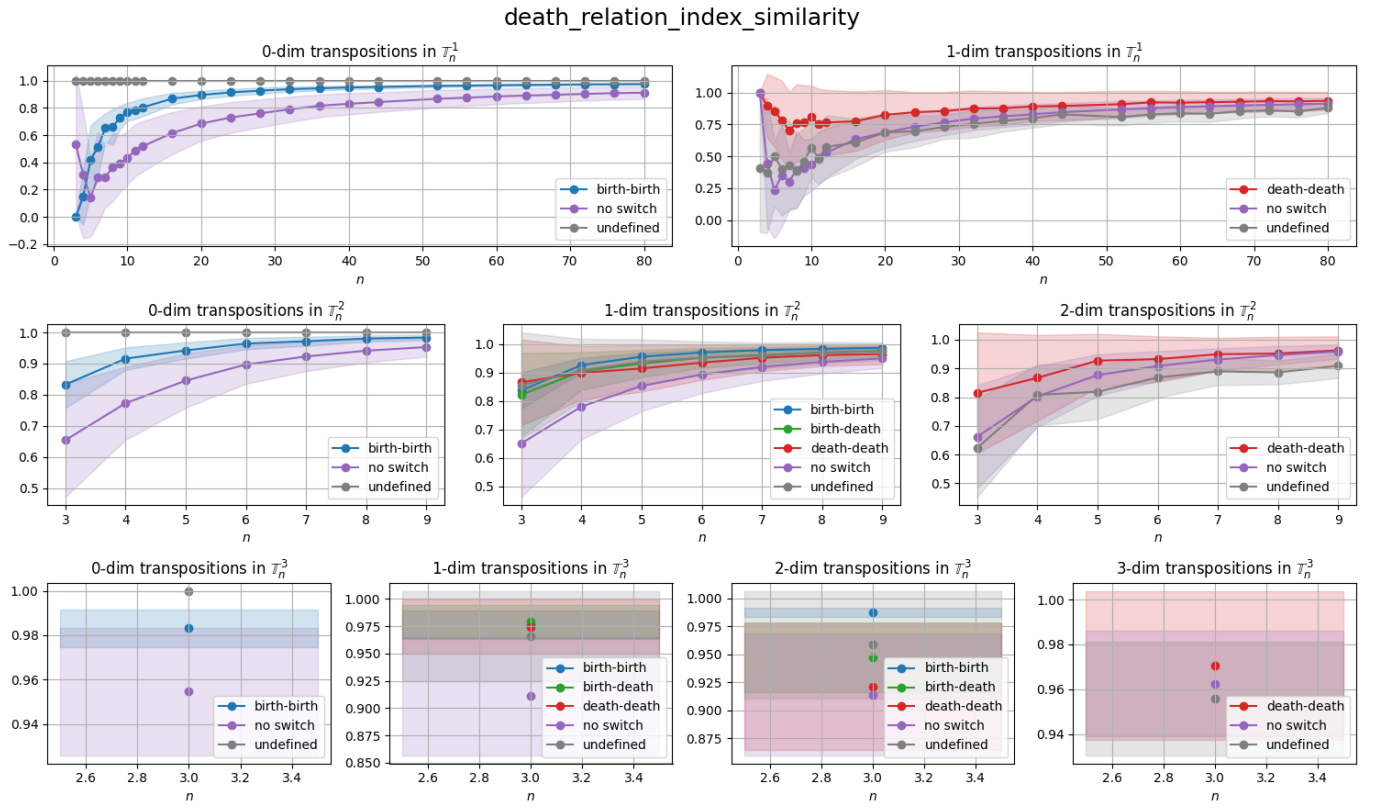 death_relation_index_similarity
0-dim transpositions in 𝕋ₙ¹
1.0
0.8
0.6
0.4
0.2
0.0
−0.2
birth-birth
no switch
undefined
0 10 20 30 40 50 60 70 80
n
1-dim transpositions in 𝕋ₙ¹
1.00
0.75
0.50
0.25
0.00
death-death
no switch
undefined
0 10 20 30 40 50 60 70 80
n
0-dim transpositions in 𝕋ₙ²
1.0
0.9
0.8
0.7
0.6
0.5
birth-birth
no switch
undefined
3 4 5 6 7 8 9
n
1-dim transpositions in 𝕋ₙ²
1.0
0.9
0.8
0.7
0.6
0.5
birth-birth
birth-death
death-death
no switch
undefined
3 4 5 6 7 8 9
n
2-dim transpositions in 𝕋ₙ²
1.0
0.9
0.8
0.7
0.6
0.5
death-death
no switch
undefined
3 4 5 6 7 8 9
n
0-dim transpositions in 𝕋ₙ³
1.00
0.98
0.96
0.94
birth-birth
no switch
undefined
2.6 2.8 3.0 3.2 3.4
n
1-dim transpositions in 𝕋ₙ³
1.000
0.975
0.950
0.925
0.900
0.875
0.850
birth-birth
birth-death
death-death
no switch
undefined
2.6 2.8 3.0 3.2 3.4
n
2-dim transpositions in 𝕋ₙ³
1.000
0.975
0.950
0.925
0.900
0.875
birth-birth
birth-death
death-death
no switch
undefined
2.6 2.8 3.0 3.2 3.4
n
3-dim transpositions in 𝕋ₙ³
1.00
0.98
0.96
0.94
death-death
no switch
undefined
2.6 2.8 3.0 3.2 3.4
n